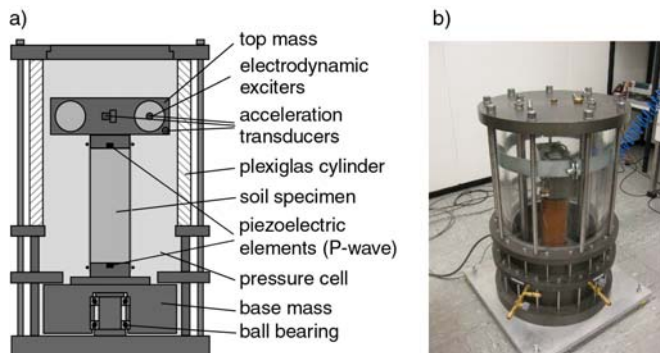 a)
top mass
electrodynamic
exciters
acceleration
transducers
plexiglas cylinder
soil specimen
piezoelectric
elements (P-wave)
pressure cell
base mass
ball bearing
b)